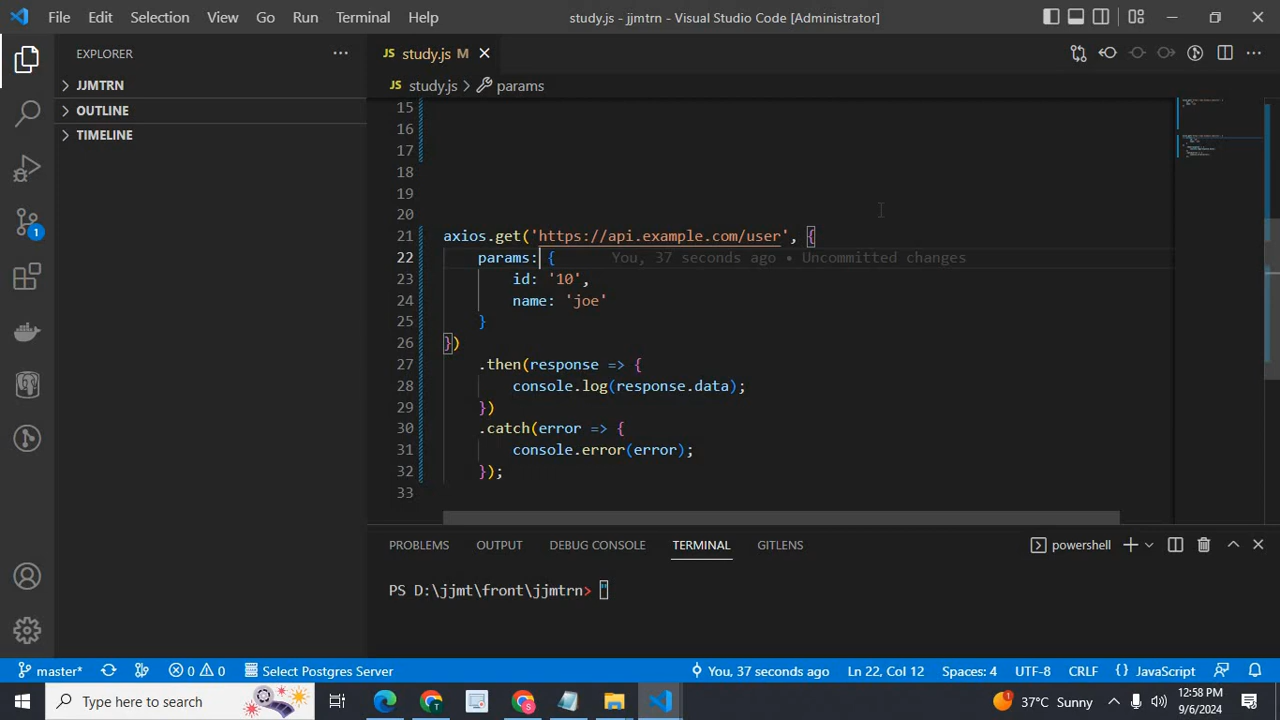 File Edit Selection View Go Run Terminal Help study.js - jjmtrn - Visual Studio Code [Administrator]
EXPLORER ...
JJMTRN
OUTLINE
TIMELINE
JS study.js M
JS study.js > params
15
16
17
18
19
20
21 axios.get('https://api.example.com/user', {
22 params: { You, 37 seconds ago • Uncommitted changes
23 id: '10',
24 name: 'joe'
25 }
26 })
27 .then(response => {
28 console.log(response.data);
29 })
30 .catch(error => {
31 console.error(error);
32 });
33
1
PROBLEMS OUTPUT DEBUG CONSOLE TERMINAL GITLENS powershell
PS D:\jjmt\front\jjmtrn> "
master* 0 0 Select Postgres Server You, 37 seconds ago Ln 22, Col 12 Spaces: 4 UTF-8 CRLF {} JavaScript
Type here to search 1 37°C Sunny 12:58 PM
9/6/2024